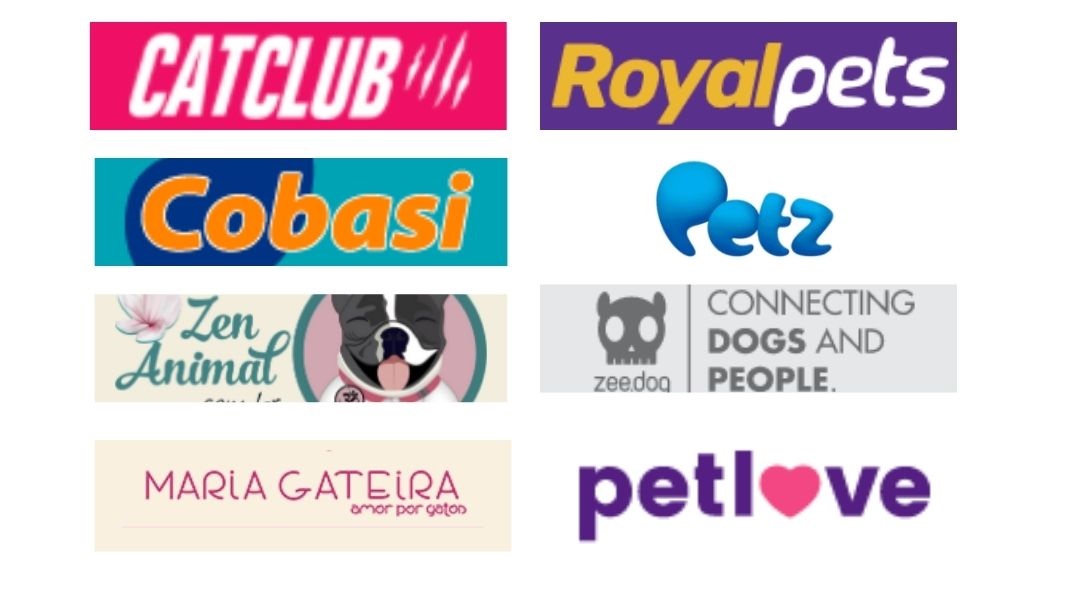 CATCLUB
Royalpets
Cobasi
Petz
Zen
Animal
zee.dog
CONNECTING
DOGS AND
PEOPLE.
MARIA GATEIRA
amor por gatos
petlove